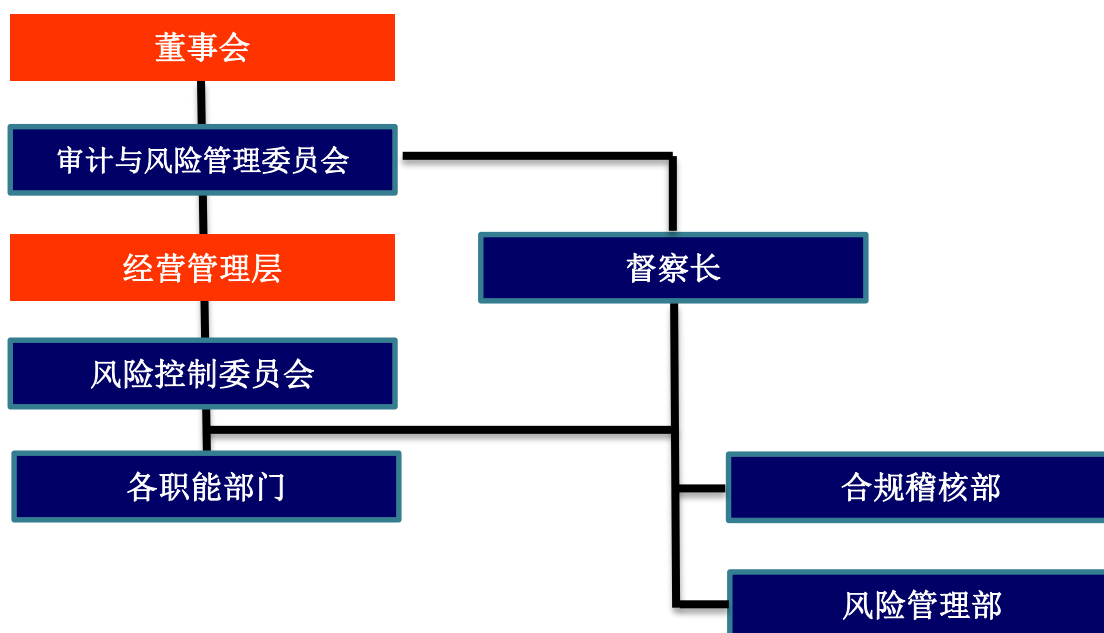 董事会
审计与风险管理委员会
经营管理层
督察长
风险控制委员会
各职能部门
合规稽核部
风险管理部